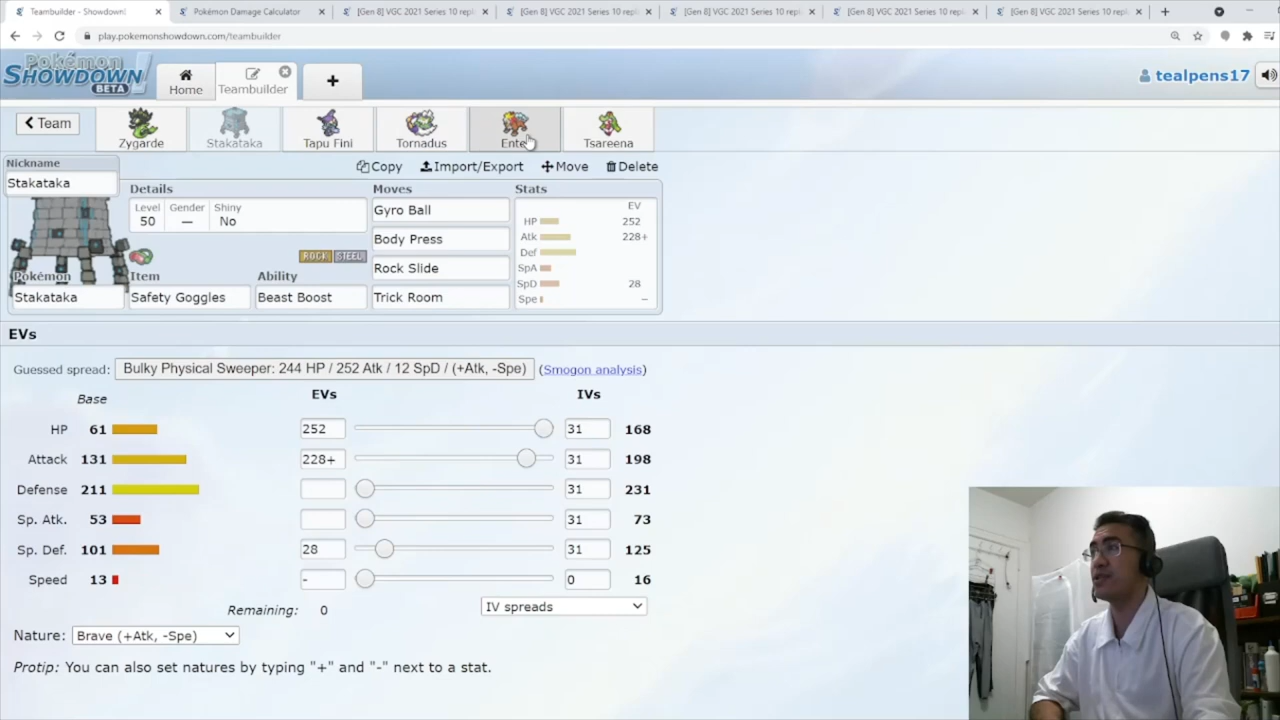 Teambuilder - Showdown!
Pokémon Damage Calculator
[Gen 8] VGC 2021 Series 10 repl
[Gen 8] VGC 2021 Series 10 repl
[Gen 8] VGC 2021 Series 10 repl
[Gen 8] VGC 2021 Series 10 repl
[Gen 8] VGC 2021 Series 10 repl
play.pokemonshowdown.com/teambuilder
Pokémon
SHOWDOWN!
BETA
Home
Teambuilder
tealpens17
Team
Zygarde
Stakataka
Tapu Fini
Tornadus
Ente
Tsareena
Nickname
Stakataka
Copy
Import/Export
Move
Delete
Details
Level
50
Gender
—
Shiny
No
ROCK STEEL
Pokémon
Stakataka
Item
Safety Goggles
Ability
Beast Boost
Moves
Gyro Ball
Body Press
Rock Slide
Trick Room
Stats
EV
HP 252
Atk 228+
Def
SpA
SpD 28
Spe –
EVs
Guessed spread: Bulky Physical Sweeper: 244 HP / 252 Atk / 12 SpD / (+Atk, -Spe) (Smogon analysis)
Base EVs IVs
HP 61 252 31 168
Attack 131 228+ 31 198
Defense 211 31 231
Sp. Atk. 53 31 73
Sp. Def. 101 28 31 125
Speed 13 - 0 16
Remaining: 0
IV spreads
Nature: Brave (+Atk, -Spe)
Protip: You can also set natures by typing "+" and "-" next to a stat.